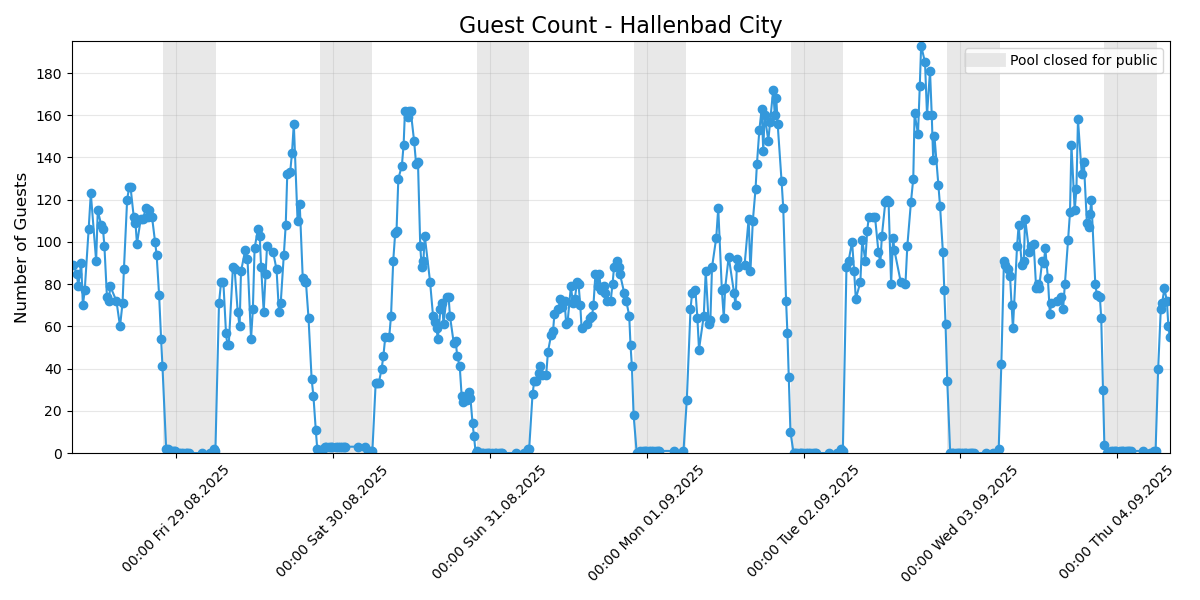 Guest Count - Hallenbad City
Pool closed for public
Number of Guests
180
160
140
120
100
80
60
40
20
0
00:00 Fri 29.08.2025
00:00 Sat 30.08.2025
00:00 Sun 31.08.2025
00:00 Mon 01.09.2025
00:00 Tue 02.09.2025
00:00 Wed 03.09.2025
00:00 Thu 04.09.2025